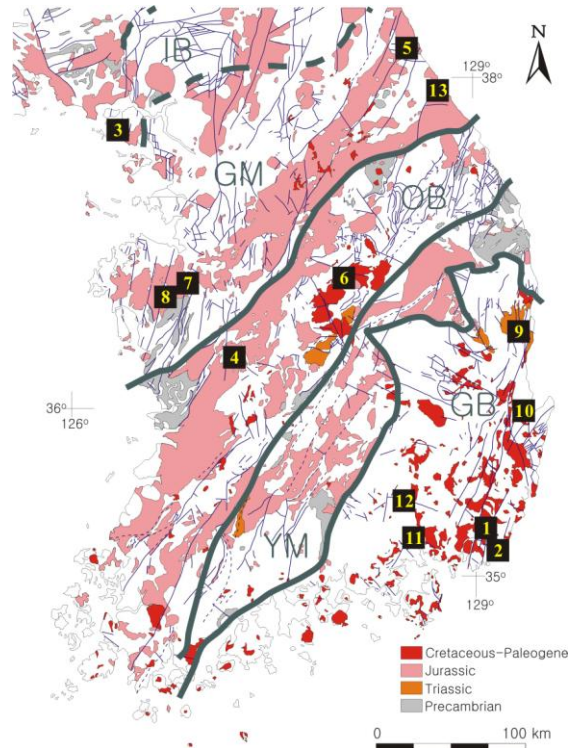 IB
5
N
129°
38
13
3
GM
OB
6
7
8
9
4
36°
126°
GB
10
12
1
11
2
YM
35°
129°
Cretaceous-Paleogene
Jurassic
Triassic
Precambrian
0 100 km